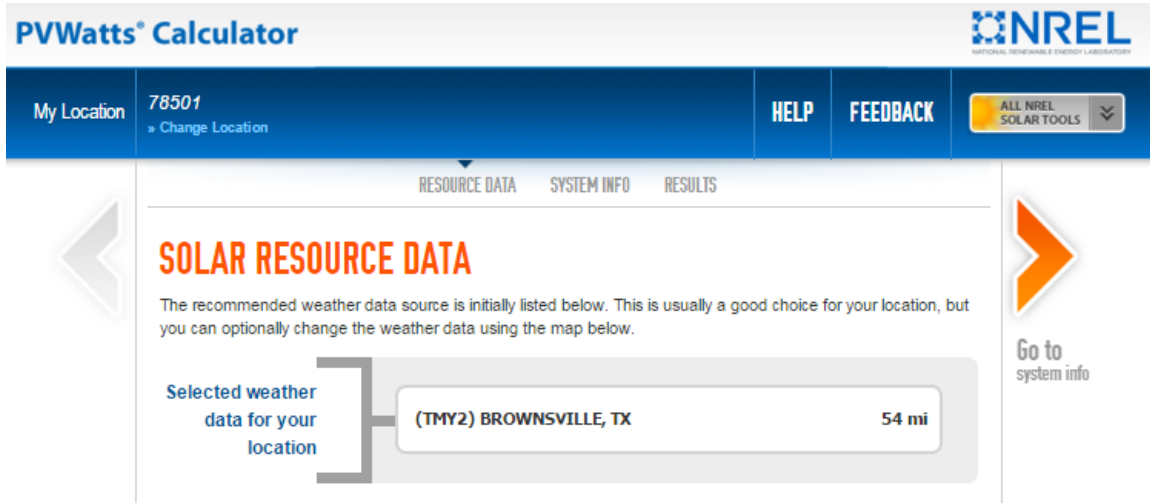 PVWatts® Calculator
NREL
NATIONAL RENEWABLE ENERGY LABORATORY
My Location
78501
» Change Location
HELP
FEEDBACK
ALL NREL
SOLAR TOOLS
RESOURCE DATA SYSTEM INFO RESULTS
SOLAR RESOURCE DATA
The recommended weather data source is initially listed below. This is usually a good choice for your location, but
you can optionally change the weather data using the map below.
Go to
system info
Selected weather
data for your
location
(TMY2) BROWNSVILLE, TX 54 mi